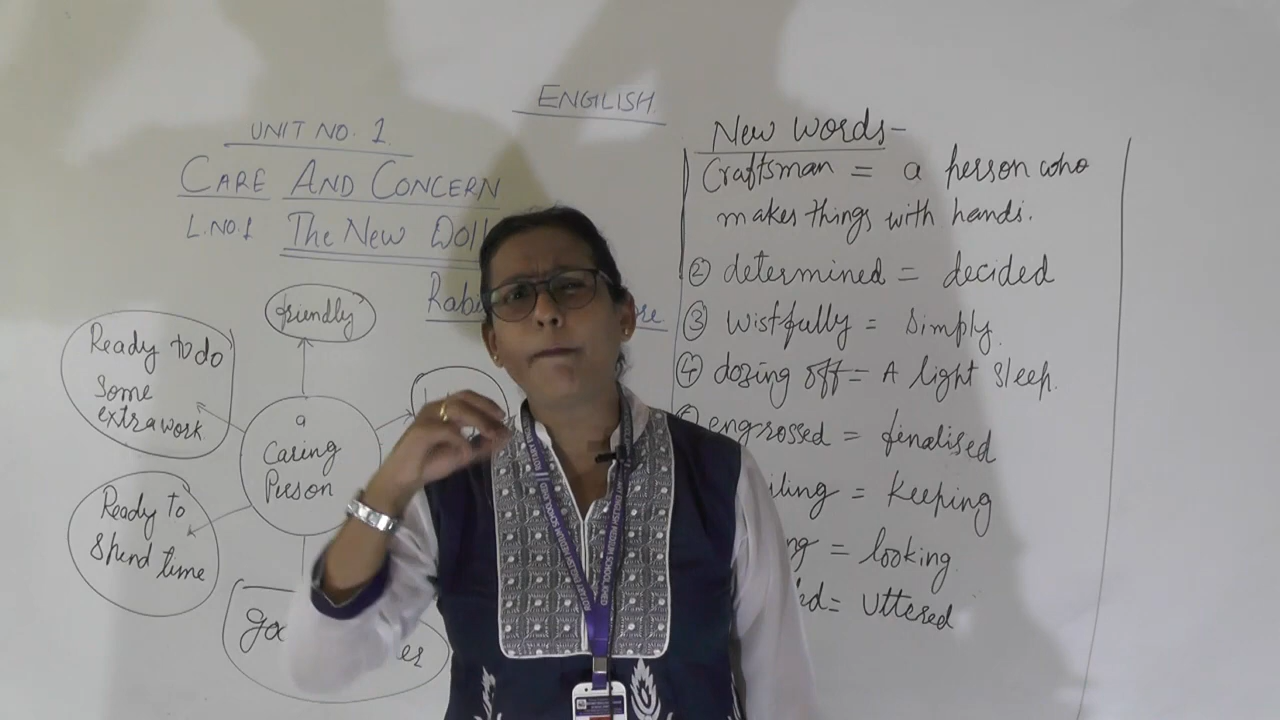 ENGLISH
UNIT NO. 1
CARE AND CONCERN
L.NO.1 The New Doll
friendly
Ready to do
some
extra work
a
Caring
Person
Ready to
Spend time
New words-
Craftsman = a person who
makes things with hands.
② determined = decided
③ Wistfully = Simply.
④ dozing off = A light sleep.
engrossed = finalised
= Keeping
= looking.
= Uttered